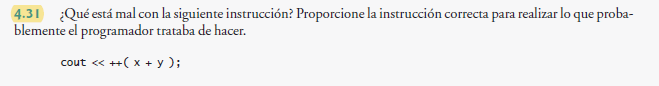 4.31 ¿Qué está mal con la siguiente instrucción? Proporcione la instrucción correcta para realizar lo que proba-
blemente el programador trataba de hacer.
cout << ++( x + y );